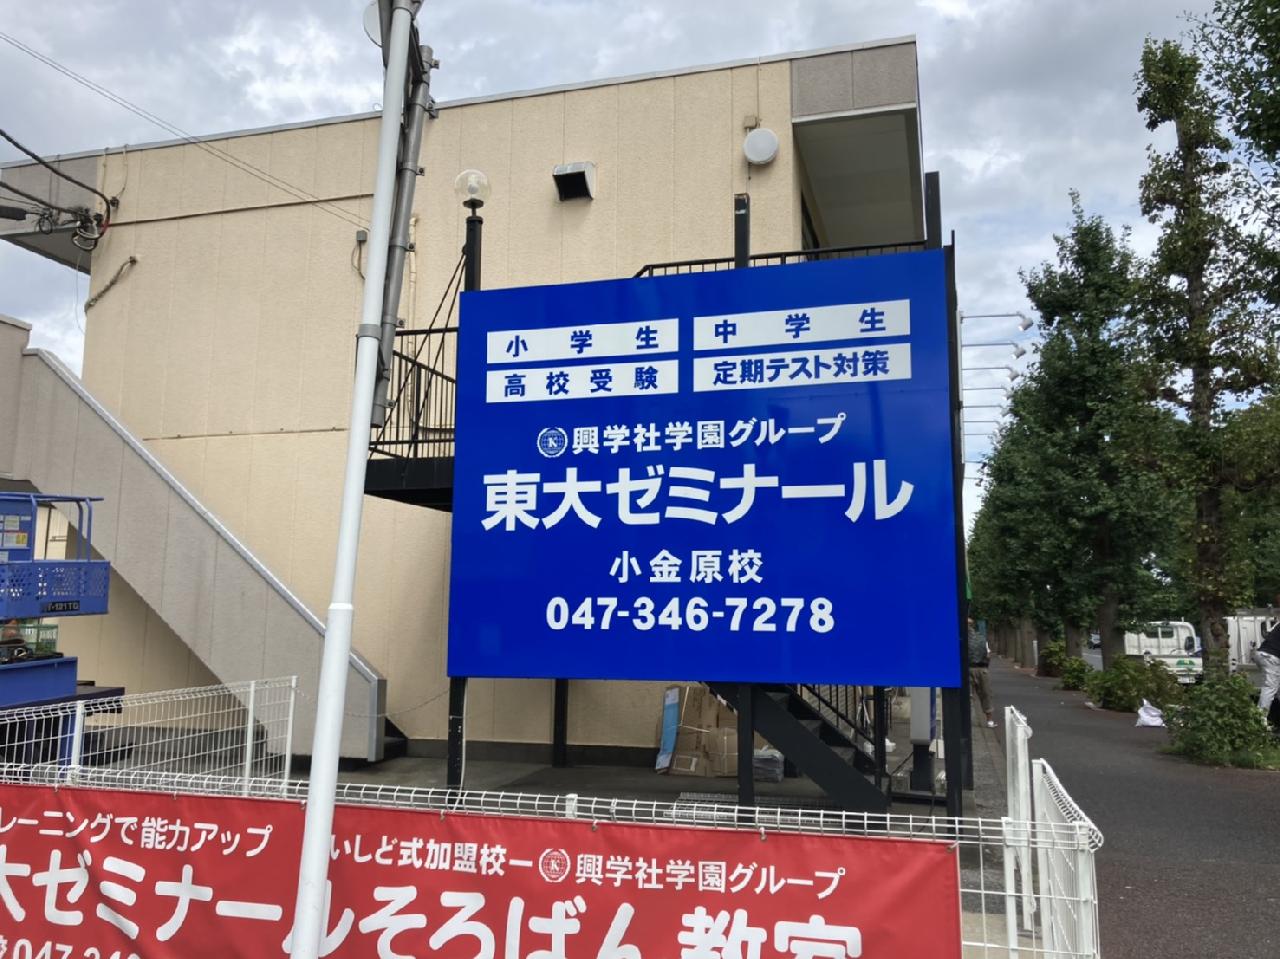 小学生
中学生
高校受験
定期テスト対策
K 興学社学園グループ
東大ゼミナール
小金原校
047-346-7278
レーニングで能力アップ
いしど式加盟校ー K 興学社学園グループ
大ゼミナールそろばん教室